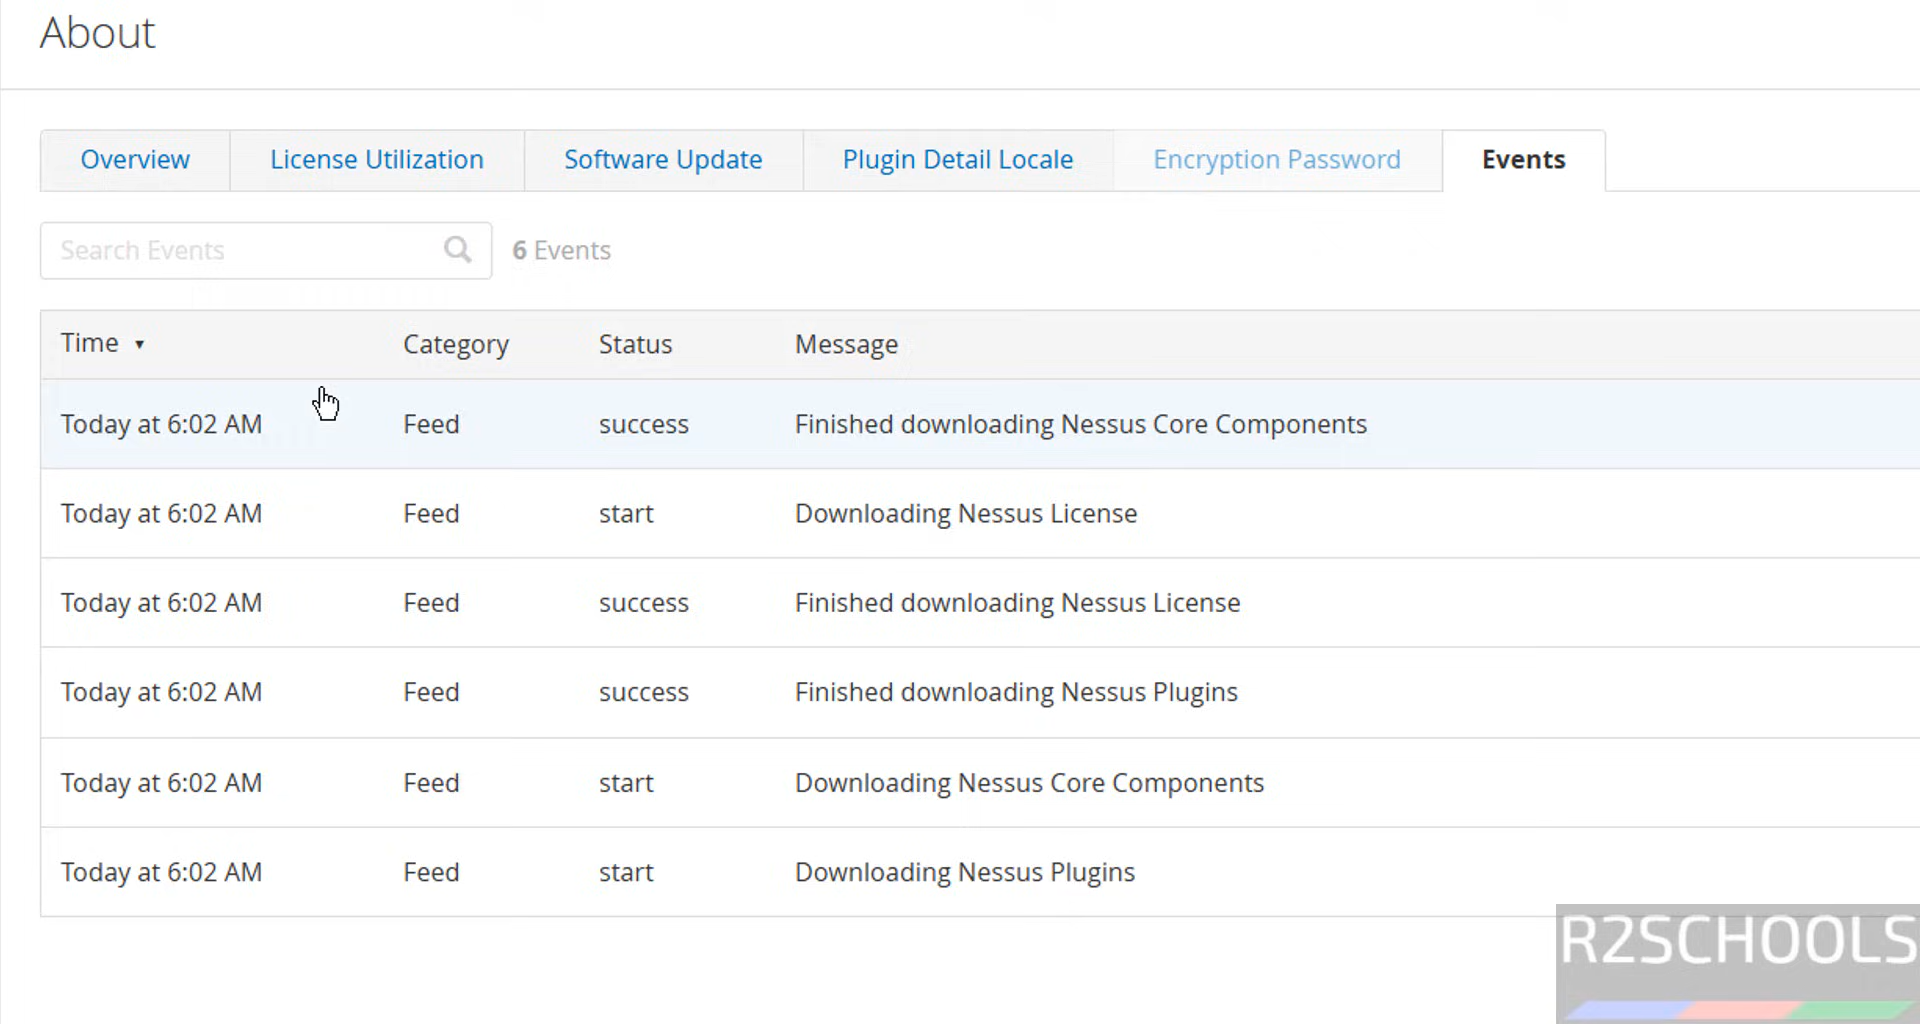 About
Overview License Utilization Software Update Plugin Detail Locale Encryption Password Events
Search Events 6 Events
Time Category Status Message
Today at 6:02 AM Feed success Finished downloading Nessus Core Components
Today at 6:02 AM Feed start Downloading Nessus License
Today at 6:02 AM Feed success Finished downloading Nessus License
Today at 6:02 AM Feed success Finished downloading Nessus Plugins
Today at 6:02 AM Feed start Downloading Nessus Core Components
Today at 6:02 AM Feed start Downloading Nessus Plugins
R2SCHOOLS